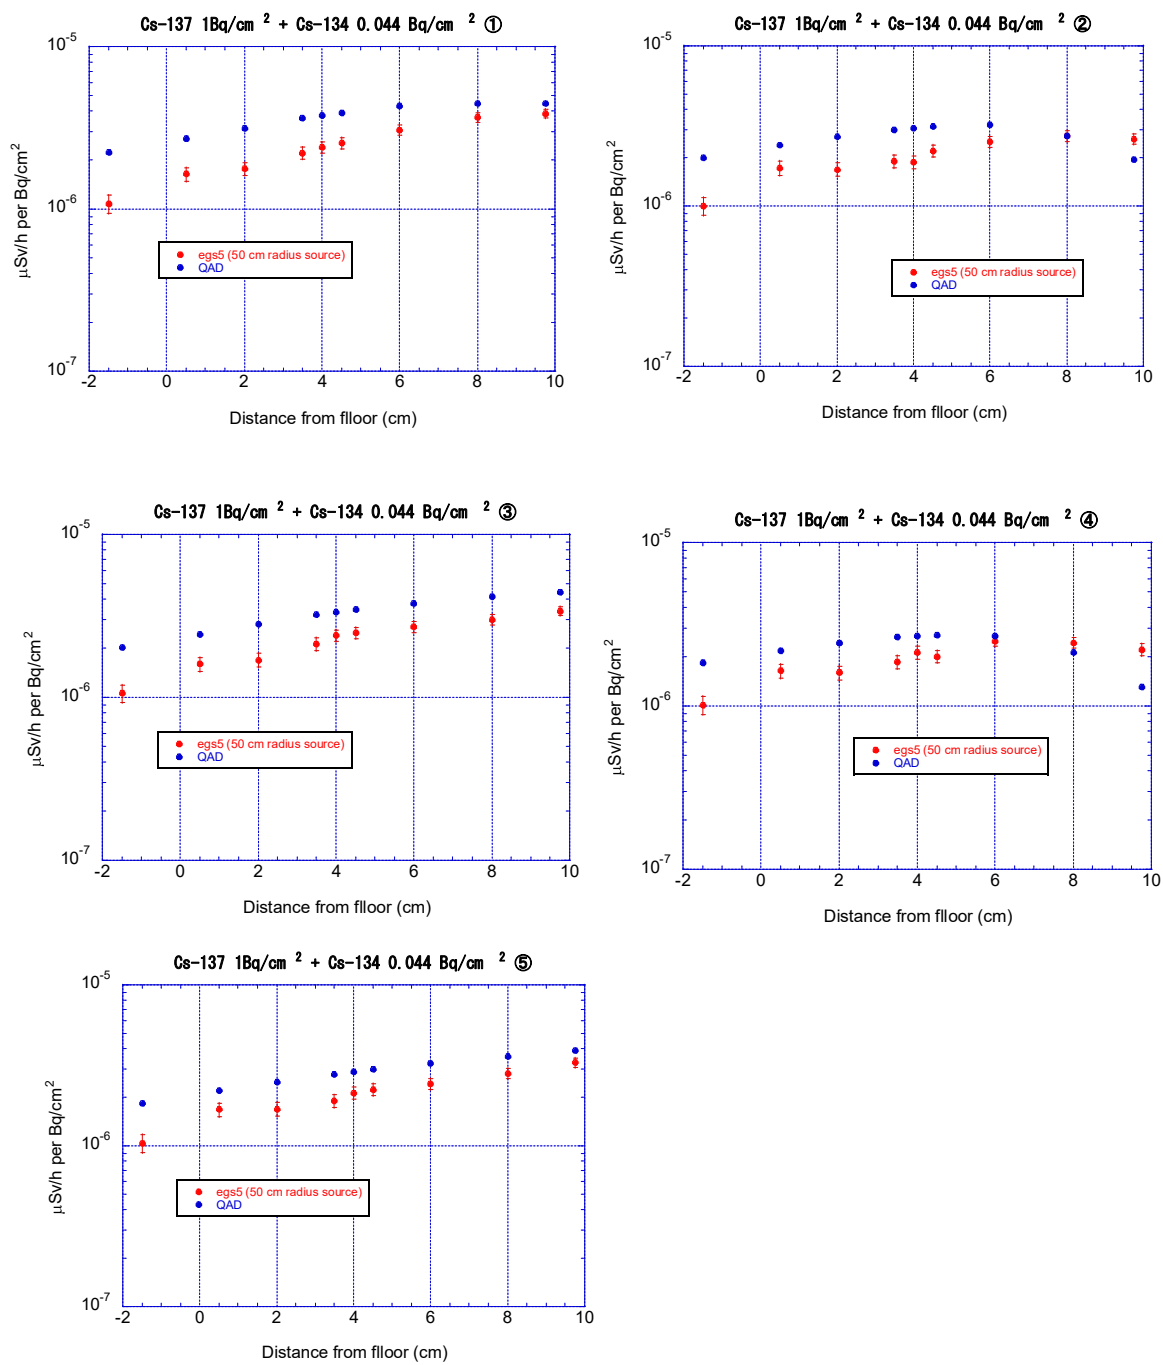 Cs-137 1Bq/cm 2 + Cs-134 0.044 Bq/cm 2 ①
10-5
10-6
10-7
μSv/h per Bq/cm2
egs5 (50 cm radius source)
QAD
-2 0 2 4 6 8 10
Distance from flloor (cm)
Cs-137 1Bq/cm 2 + Cs-134 0.044 Bq/cm 2 ②
10-5
10-6
10-7
μSv/h per Bq/cm2
egs5 (50 cm radius source)
QAD
-2 0 2 4 6 8 10
Distance from flloor (cm)
Cs-137 1Bq/cm 2 + Cs-134 0.044 Bq/cm 2 ③
10-5
10-6
10-7
μSv/h per Bq/cm2
egs5 (50 cm radius source)
QAD
-2 0 2 4 6 8 10
Distance from flloor (cm)
Cs-137 1Bq/cm 2 + Cs-134 0.044 Bq/cm 2 ④
10-5
10-6
10-7
μSv/h per Bq/cm2
egs5 (50 cm radius source)
QAD
-2 0 2 4 6 8 10
Distance from flloor (cm)
Cs-137 1Bq/cm 2 + Cs-134 0.044 Bq/cm 2 ⑤
10-5
10-6
10-7
μSv/h per Bq/cm2
egs5 (50 cm radius source)
QAD
-2 0 2 4 6 8 10
Distance from flloor (cm)